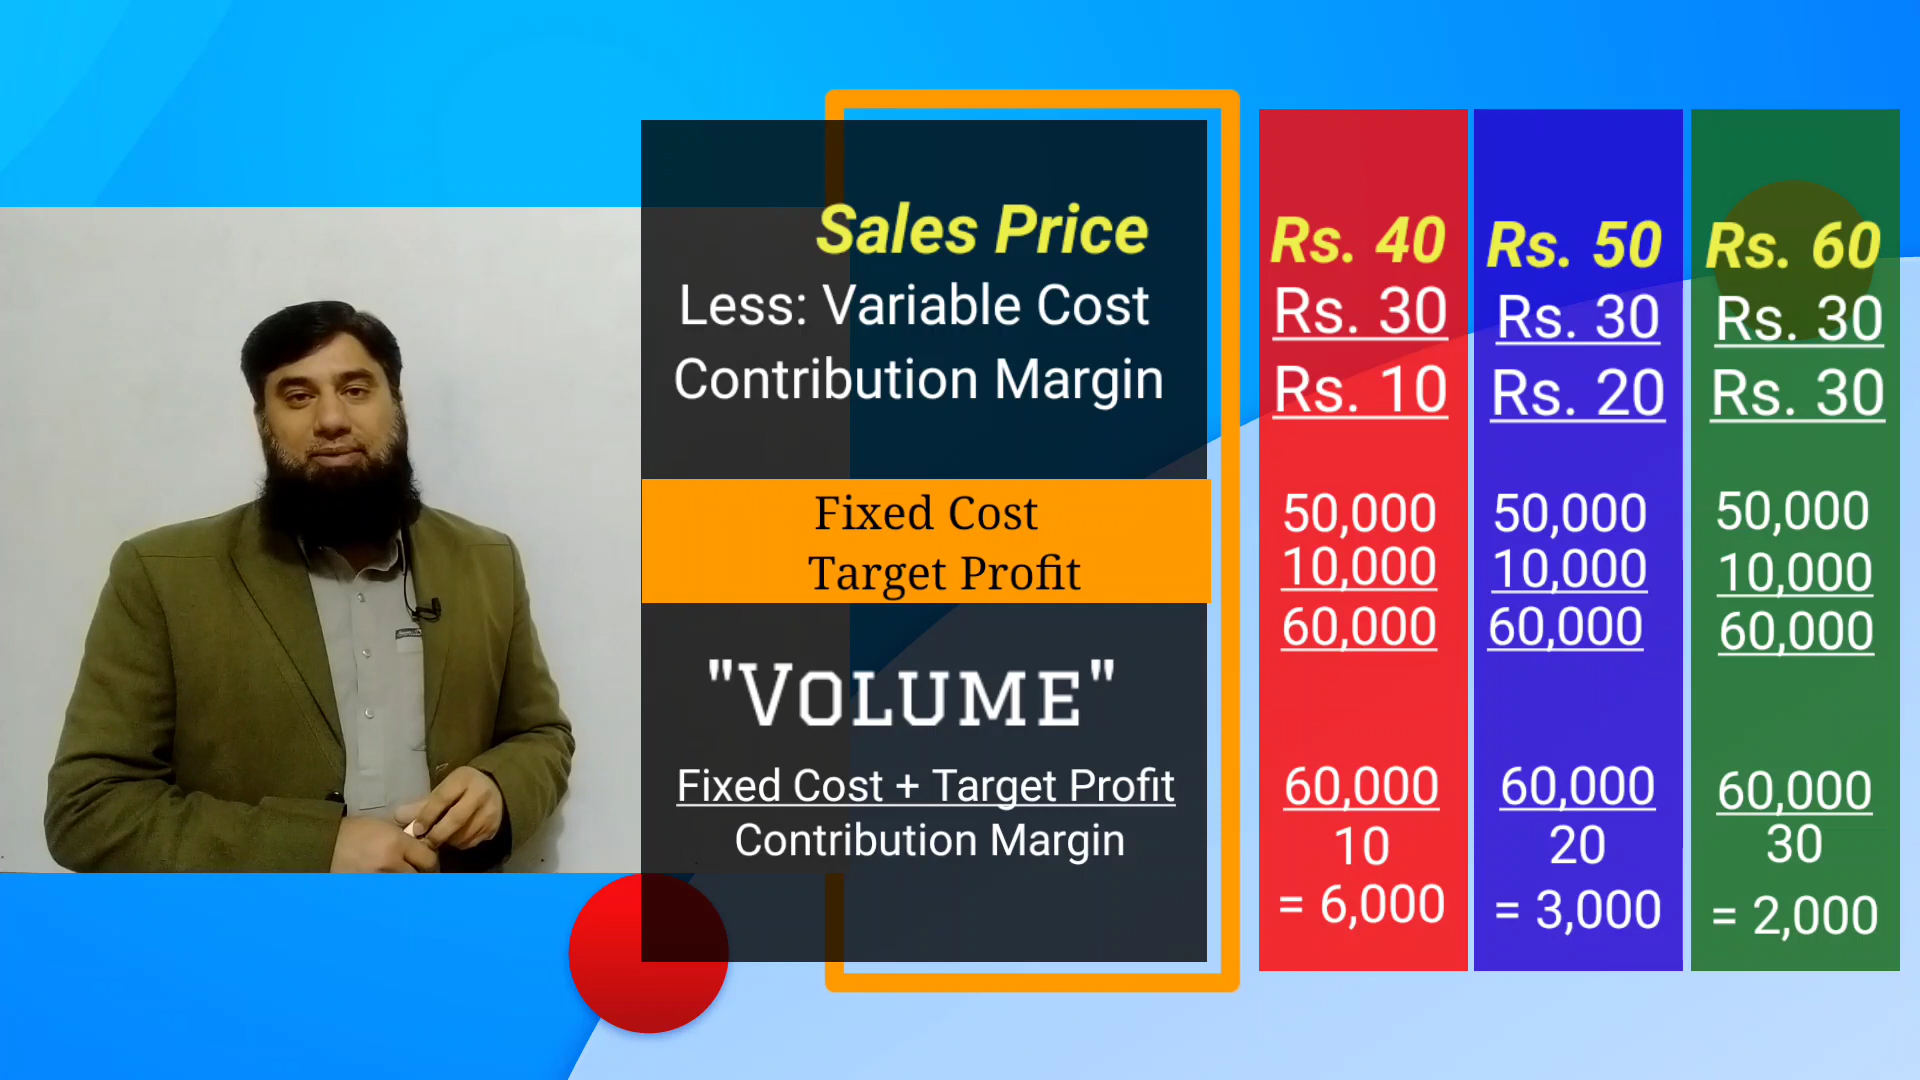 Sales Price Rs. 40 Rs. 50 Rs. 60
Less: Variable Cost Rs. 30 Rs. 30 Rs. 30
Contribution Margin Rs. 10 Rs. 20 Rs. 30
Fixed Cost 50,000 50,000 50,000
Target Profit 10,000 10,000 10,000
60,000 60,000 60,000
"VOLUME"
Fixed Cost + Target Profit 60,000 60,000 60,000
Contribution Margin 10 20 30
= 6,000 = 3,000 = 2,000